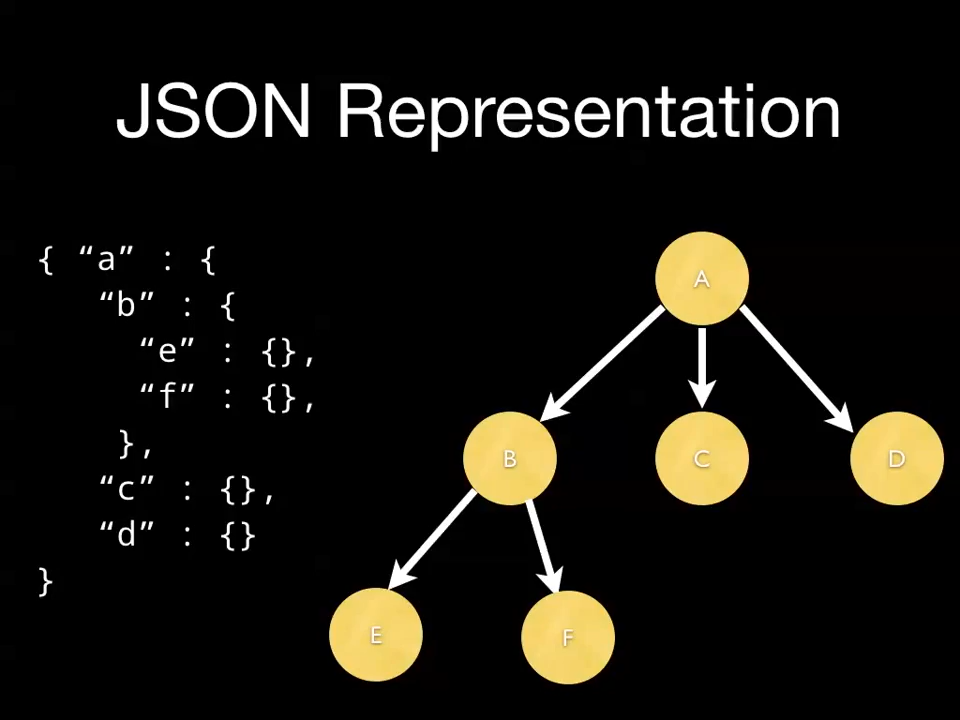 JSON Representation
{ “a” : {
“b” : {
“e” : {},
“f” : {},
},
“c” : {},
“d” : {}
}
A
B
C
D
E
F